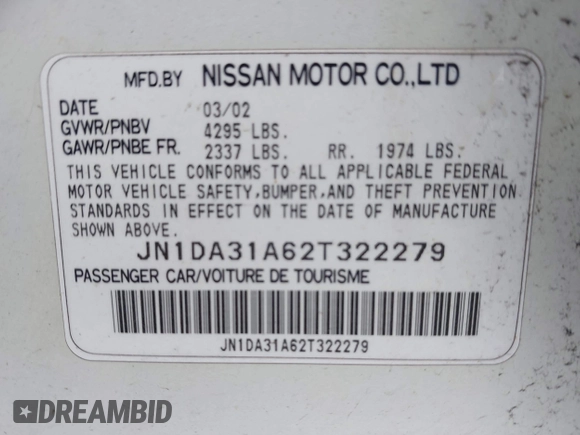 MFD.BY NISSAN MOTOR CO.,LTD
DATE 03/02
GVWR/PNBV 4295 LBS.
GAWR/PNBE FR. 2337 LBS. RR. 1974 LBS.
THIS VEHICLE CONFORMS TO ALL APPLICABLE FEDERAL
MOTOR VEHICLE SAFETY,BUMPER,AND THEFT PREVENTION
STANDARDS IN EFFECT ON THE DATE OF MANUFACTURE
SHOWN ABOVE.
JN1DA31A62T322279
PASSENGER CAR/VOITURE DE TOURISME
JN1DA31A62T322279
DREAMBID